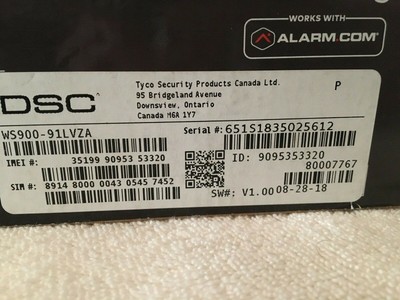 WORKS WITH
ALARM.COM®
DSC
Tyco Security Products Canada Ltd.
95 Bridgeland Avenue
Downsview, Ontario
Canada M6A 1Y7
P
WS900-91LVZA
Serial #: 651S1835025612
IMEI #: 35199 90953 53320
ID: 9095353320
80007767
SIM #: 8914 8000 0043 0545 7452
SW#: V1.00 08-28-18